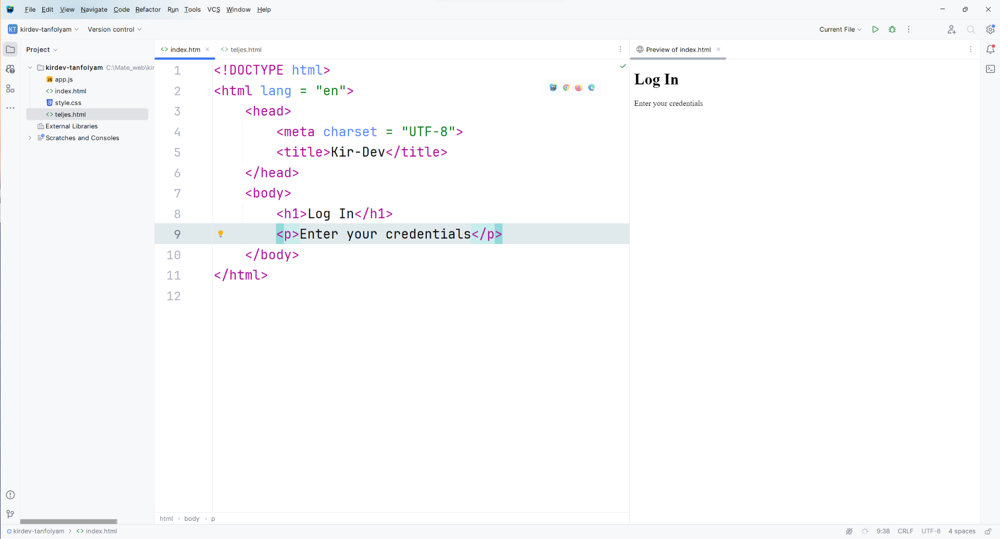 File Edit View Navigate Code Refactor Run Tools VCS Window Help
KT kirdev-tanfolyam Version control Current File
Project
kirdev-tanfolyam C:\Mate_web\kir
JS app.js
<> index.html
style.css
<> teljes.html
External Libraries
Scratches and Consoles
<> index.htm <> teljes.html
1 <!DOCTYPE html>
2 <html lang = "en">
3 <head>
4 <meta charset = "UTF-8">
5 <title>Kir-Dev</title>
6 </head>
7 <body>
8 <h1>Log In</h1>
9 <p>Enter your credentials</p>
10 </body>
11 </html>
12
html › body › p
Preview of index.html
Log In
Enter your credentials
kirdev-tanfolyam > <> index.html 9:38 CRLF UTF-8 4 spaces